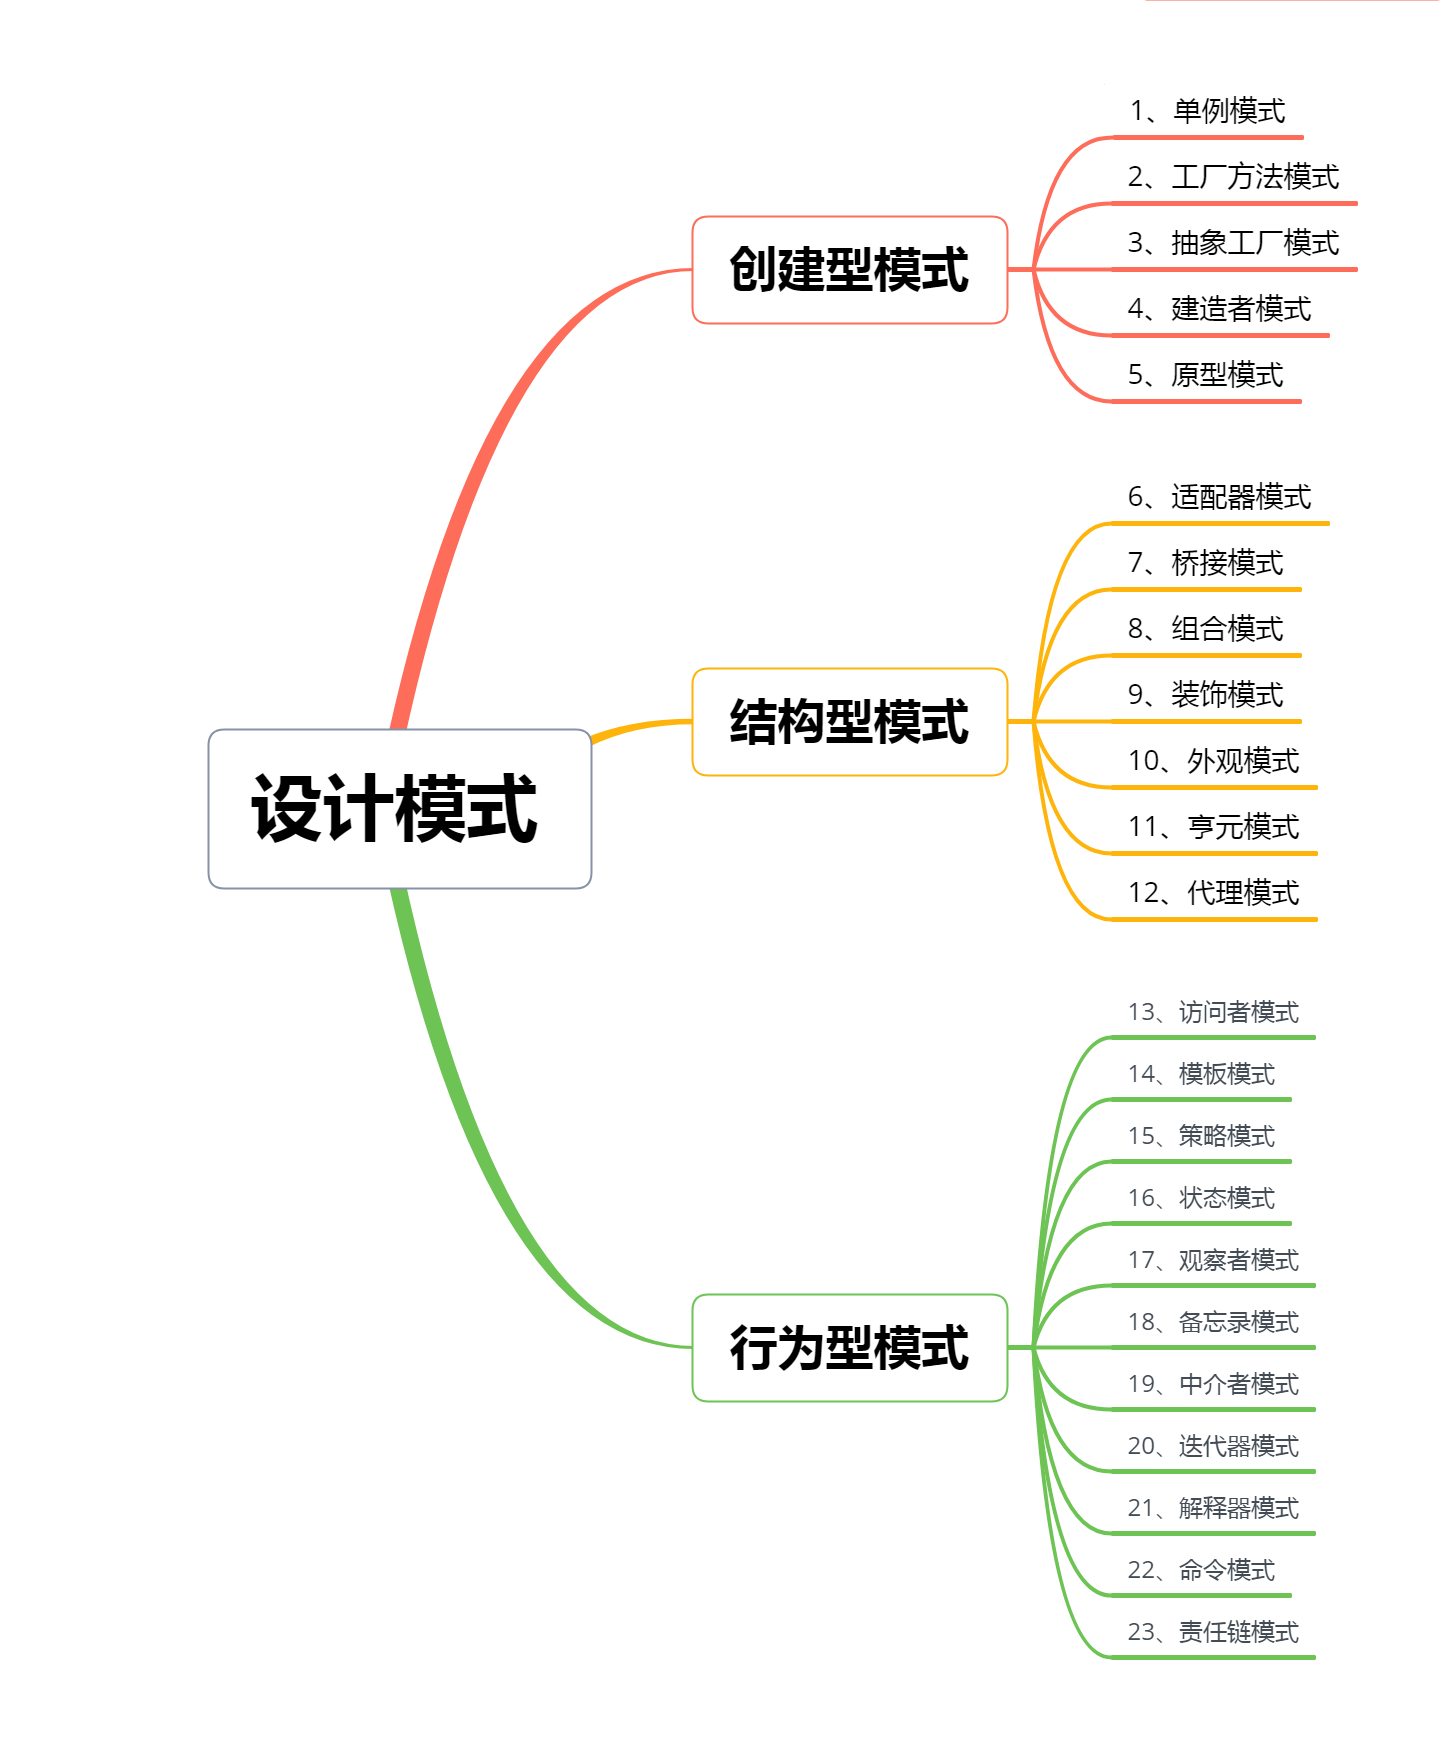 设计模式
创建型模式
1、单例模式
2、工厂方法模式
3、抽象工厂模式
4、建造者模式
5、原型模式
结构型模式
6、适配器模式
7、桥接模式
8、组合模式
9、装饰模式
10、外观模式
11、亨元模式
12、代理模式
行为型模式
13、访问者模式
14、模板模式
15、策略模式
16、状态模式
17、观察者模式
18、备忘录模式
19、中介者模式
20、迭代器模式
21、解释器模式
22、命令模式
23、责任链模式